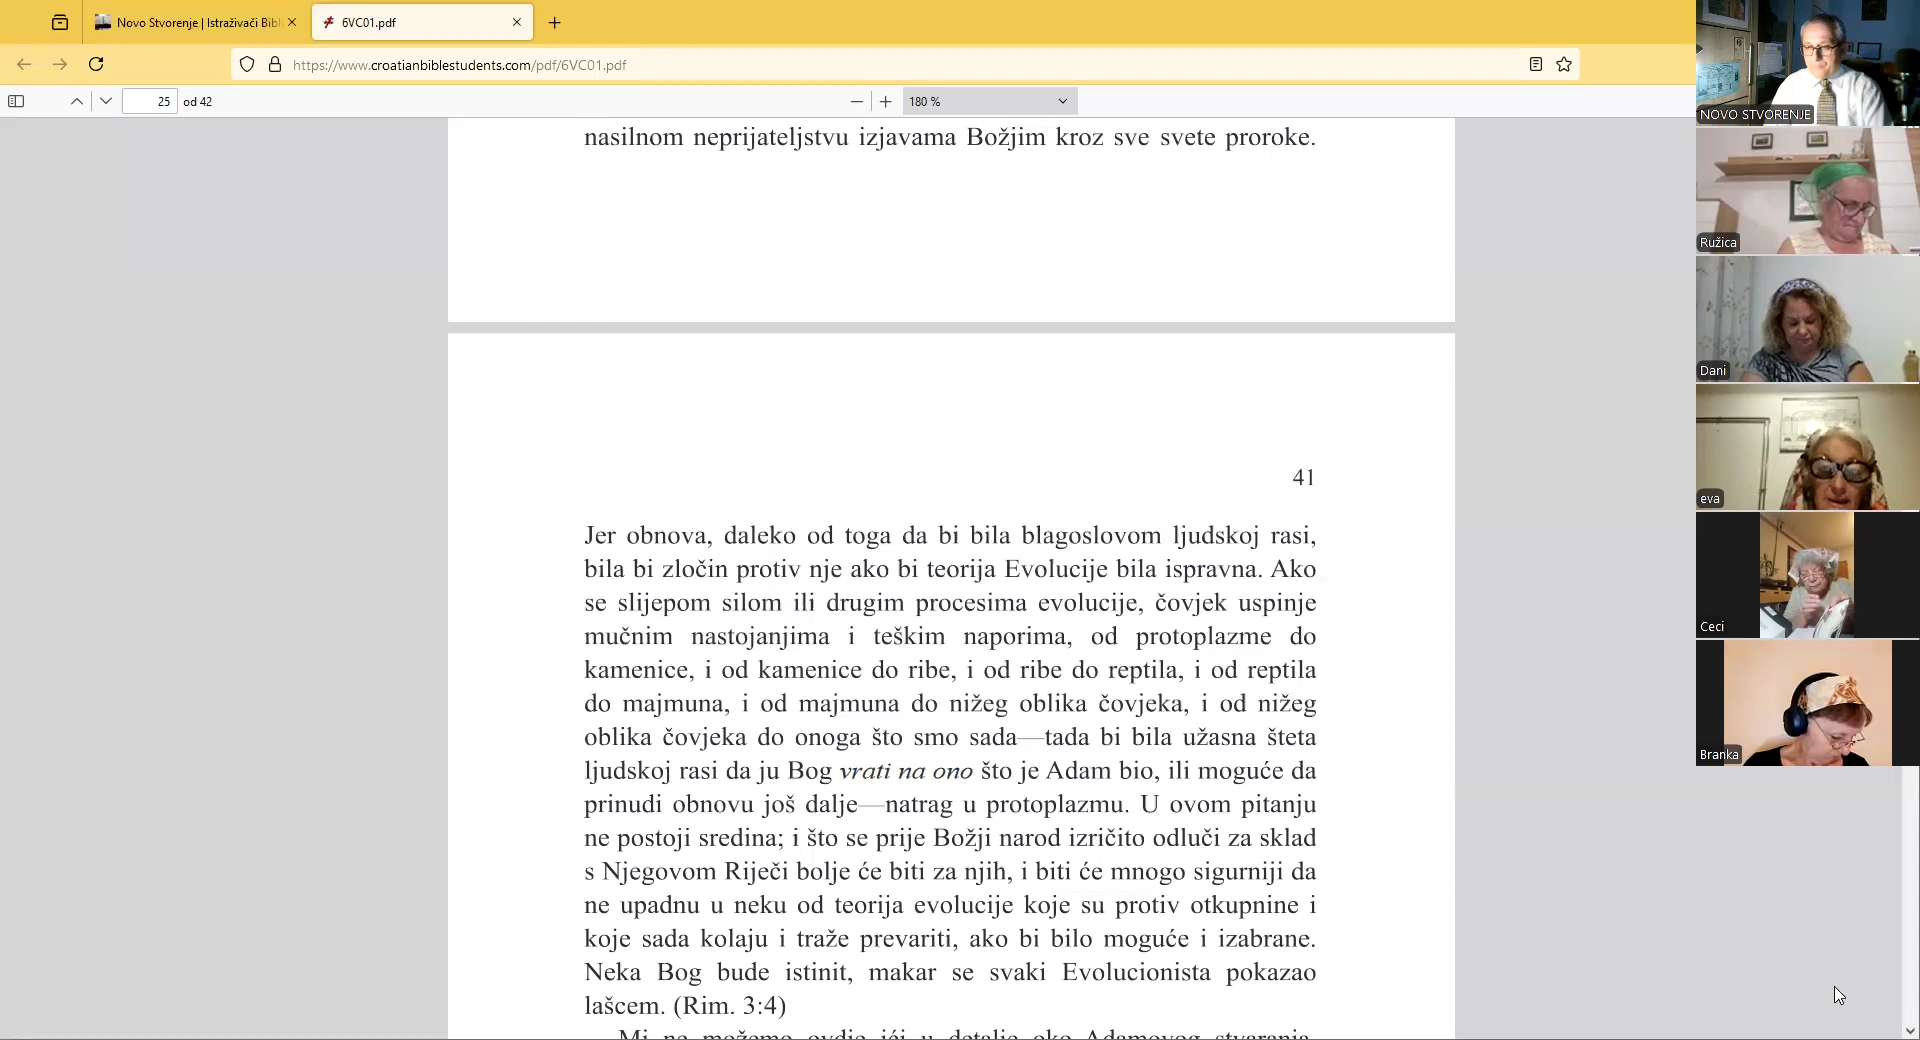 Novo Stvorenje | Istraživači Bibl
6VC01.pdf
https://www.croatianbiblestudents.com/pdf/6VC01.pdf
25 od 42
180 %
nasilnom neprijateljstvu izjavama Božjim kroz sve svete proroke.
41
Jer obnova, daleko od toga da bi bila blagoslovom ljudskoj rasi,
bila bi zločin protiv nje ako bi teorija Evolucije bila ispravna. Ako
se slijepom silom ili drugim procesima evolucije, čovjek uspinje
mučnim nastojanjima i teškim naporima, od protoplazme do
kamenice, i od kamenice do ribe, i od ribe do reptila, i od reptila
do majmuna, i od majmuna do nižeg oblika čovjeka, i od nižeg
oblika čovjeka do onoga što smo sada—tada bi bila užasna šteta
ljudskoj rasi da ju Bog vrati na ono što je Adam bio, ili moguće da
prinudi obnovu još dalje—natrag u protoplazmu. U ovom pitanju
ne postoji sredina; i što se prije Božji narod izričito odluči za sklad
s Njegovom Riječi bolje će biti za njih, i biti će mnogo sigurniji da
ne upadnu u neku od teorija evolucije koje su protiv otkupnine i
koje sada kolaju i traže prevariti, ako bi bilo moguće i izabrane.
Neka Bog bude istinit, makar se svaki Evolucionista pokazao
lašcem. (Rim. 3:4)
Mi ne možemo ovdje ići u detalje oko Adamovog stvaranja,
NOVO STVORENJE
Ružica
Dani
eva
Ceci
Branka